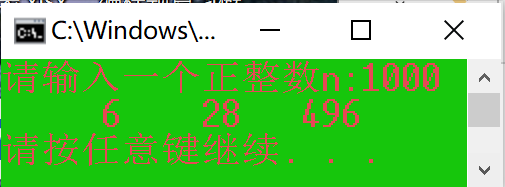 C:\Windows\...
请输入一个正整数n:1000
6 28 496
请按任意键继续. . .